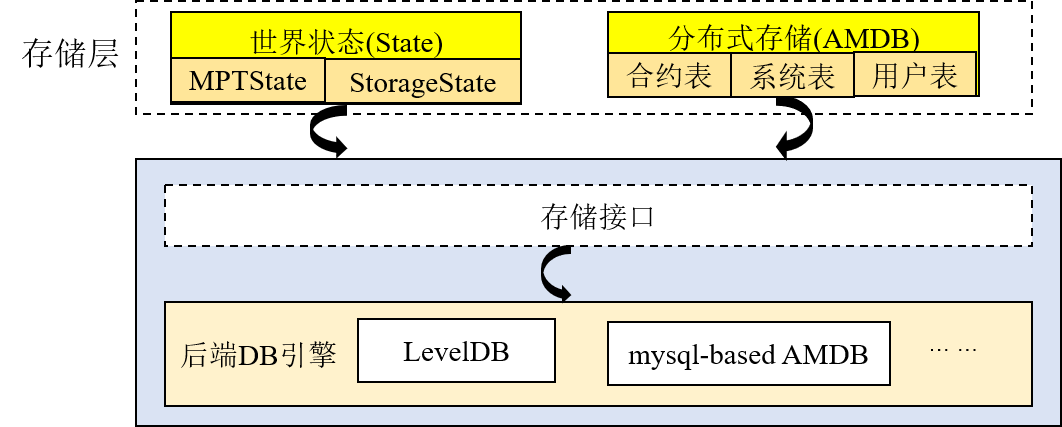 存储层
世界状态(State)
MPTState
StorageState
分布式存储(AMDB)
合约表
系统表
用户表
存储接口
后端DB引擎
LevelDB
mysql-based AMDB
… …